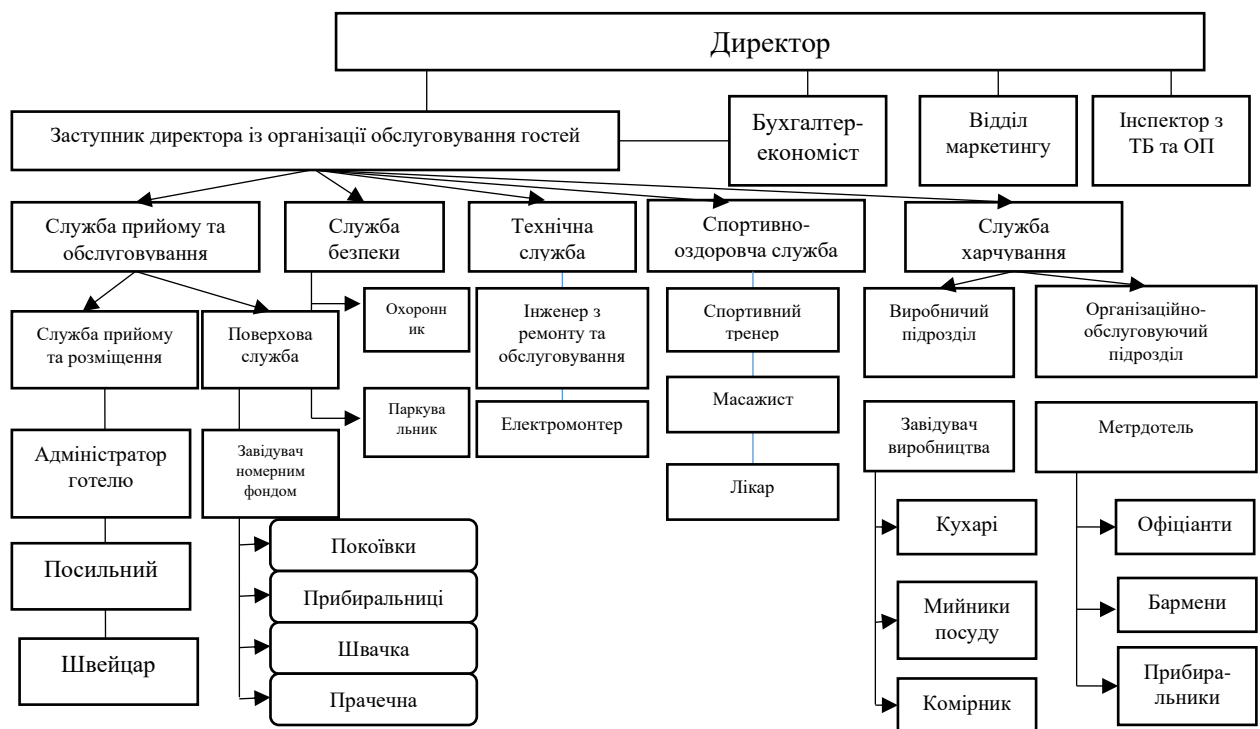 Директор
Заступник директора із організації обслуговування гостей
Бухгалтер-
економіст
Відділ
маркетингу
Інспектор з
ТБ та ОП
Служба прийому та
обслуговування
Служба
безпеки
Технічна
служба
Спортивно-
оздоровча служба
Служба
харчування
Служба прийому
та розміщення
Поверхова
служба
Охоронн
ик
Інженер з
ремонту та
обслуговування
Спортивний
тренер
Виробничий
підрозділ
Організаційно-
обслуговуючий
підрозділ
Адміністратор
готелю
Завідувач
номерним
фондом
Паркува
льник
Електромонтер
Масажист
Завідувач
виробництва
Метрдотель
Лікар
Посильний
Швейцар
Покоївки
Прибиральниці
Швачка
Прачечна
Кухарі
Мийники
посуду
Комірник
Офіціанти
Бармени
Прибира-
льники